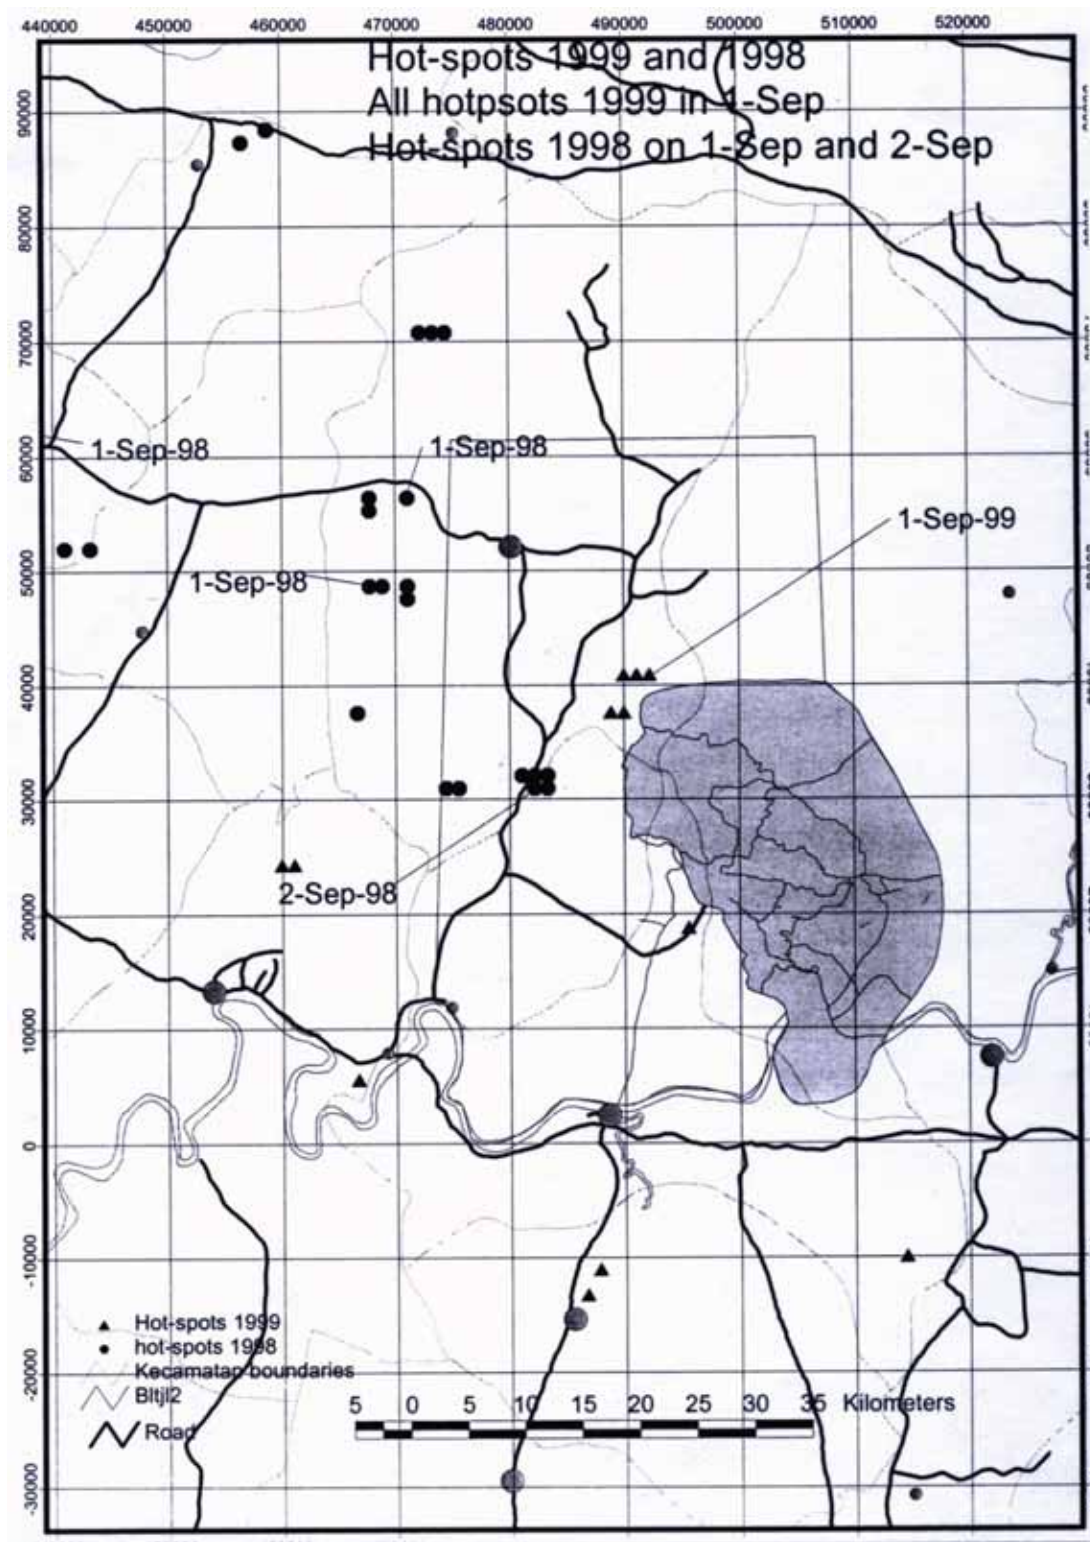 440000 450000 460000 470000 480000 490000 500000 510000 520000
Hot-spots 1999 and 1998
All hotpsots 1999 in 1-Sep
Hot-spots 1998 on 1-Sep and 2-Sep
90000
80000
70000
60000
50000
40000
30000
20000
10000
0
-10000
-20000
-30000
1-Sep-98
1-Sep-98
1-Sep-99
1-Sep-98
2-Sep-98
Hot-spots 1999
hot-spots 1998
Kecamatap boundaries
Bltjl2
Road
5 0 5 10 15 20 25 30 35 Kilometers